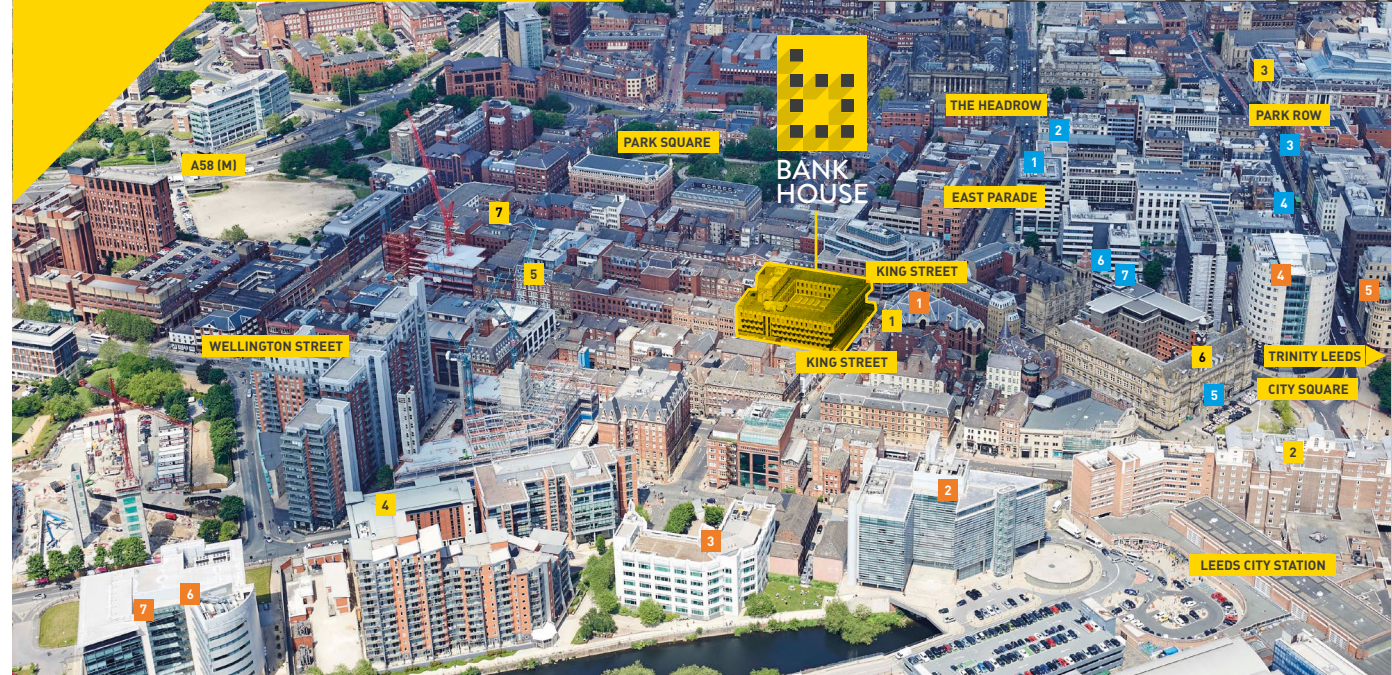 3
THE HEADROW
PARK ROW
2
PARK SQUARE
3
A58 (M)
1
BANK
HOUSE
EAST PARADE
4
7
6
7
KING STREET
5
4
5
1
1
WELLINGTON STREET
6
TRINITY LEEDS
KING STREET
CITY SQUARE
5
2
2
4
3
LEEDS CITY STATION
6
7